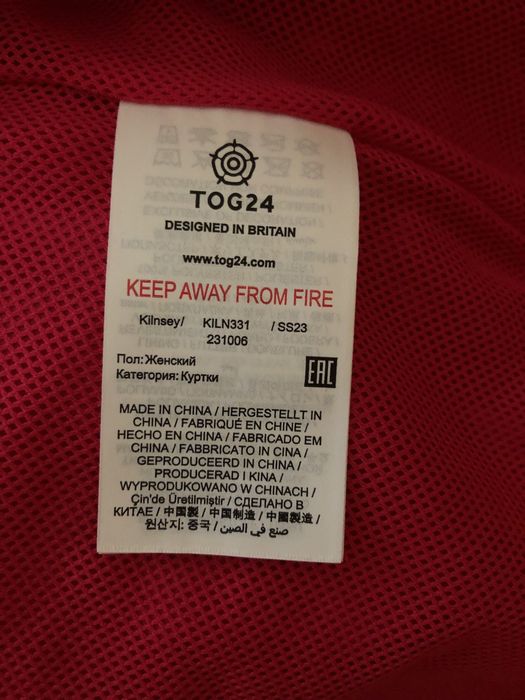 TOG24
DESIGNED IN BRITAIN
www.tog24.com
KEEP AWAY FROM FIRE
Kilnsey/ KILN331 / SS23
231006
Пол: Женский
Категория: Куртки
EAC
MADE IN CHINA / HERGESTELLT IN
CHINA / FABRIQUÉ EN CHINE /
HECHO EN CHINA / FABRICADO EM
CHINA / FABBRICATO IN CINA /
GEPRODUCEERD IN CHINA /
PRODUCERAD I KINA /
WYPRODUKOWANO W CHINACH /
Çin'de Üretilmiştir / СДЕЛАНО В
КИТАЕ / 中国製 / 中国制造 / 中國製造 /
원산지: 중국 / صنع في الصين /